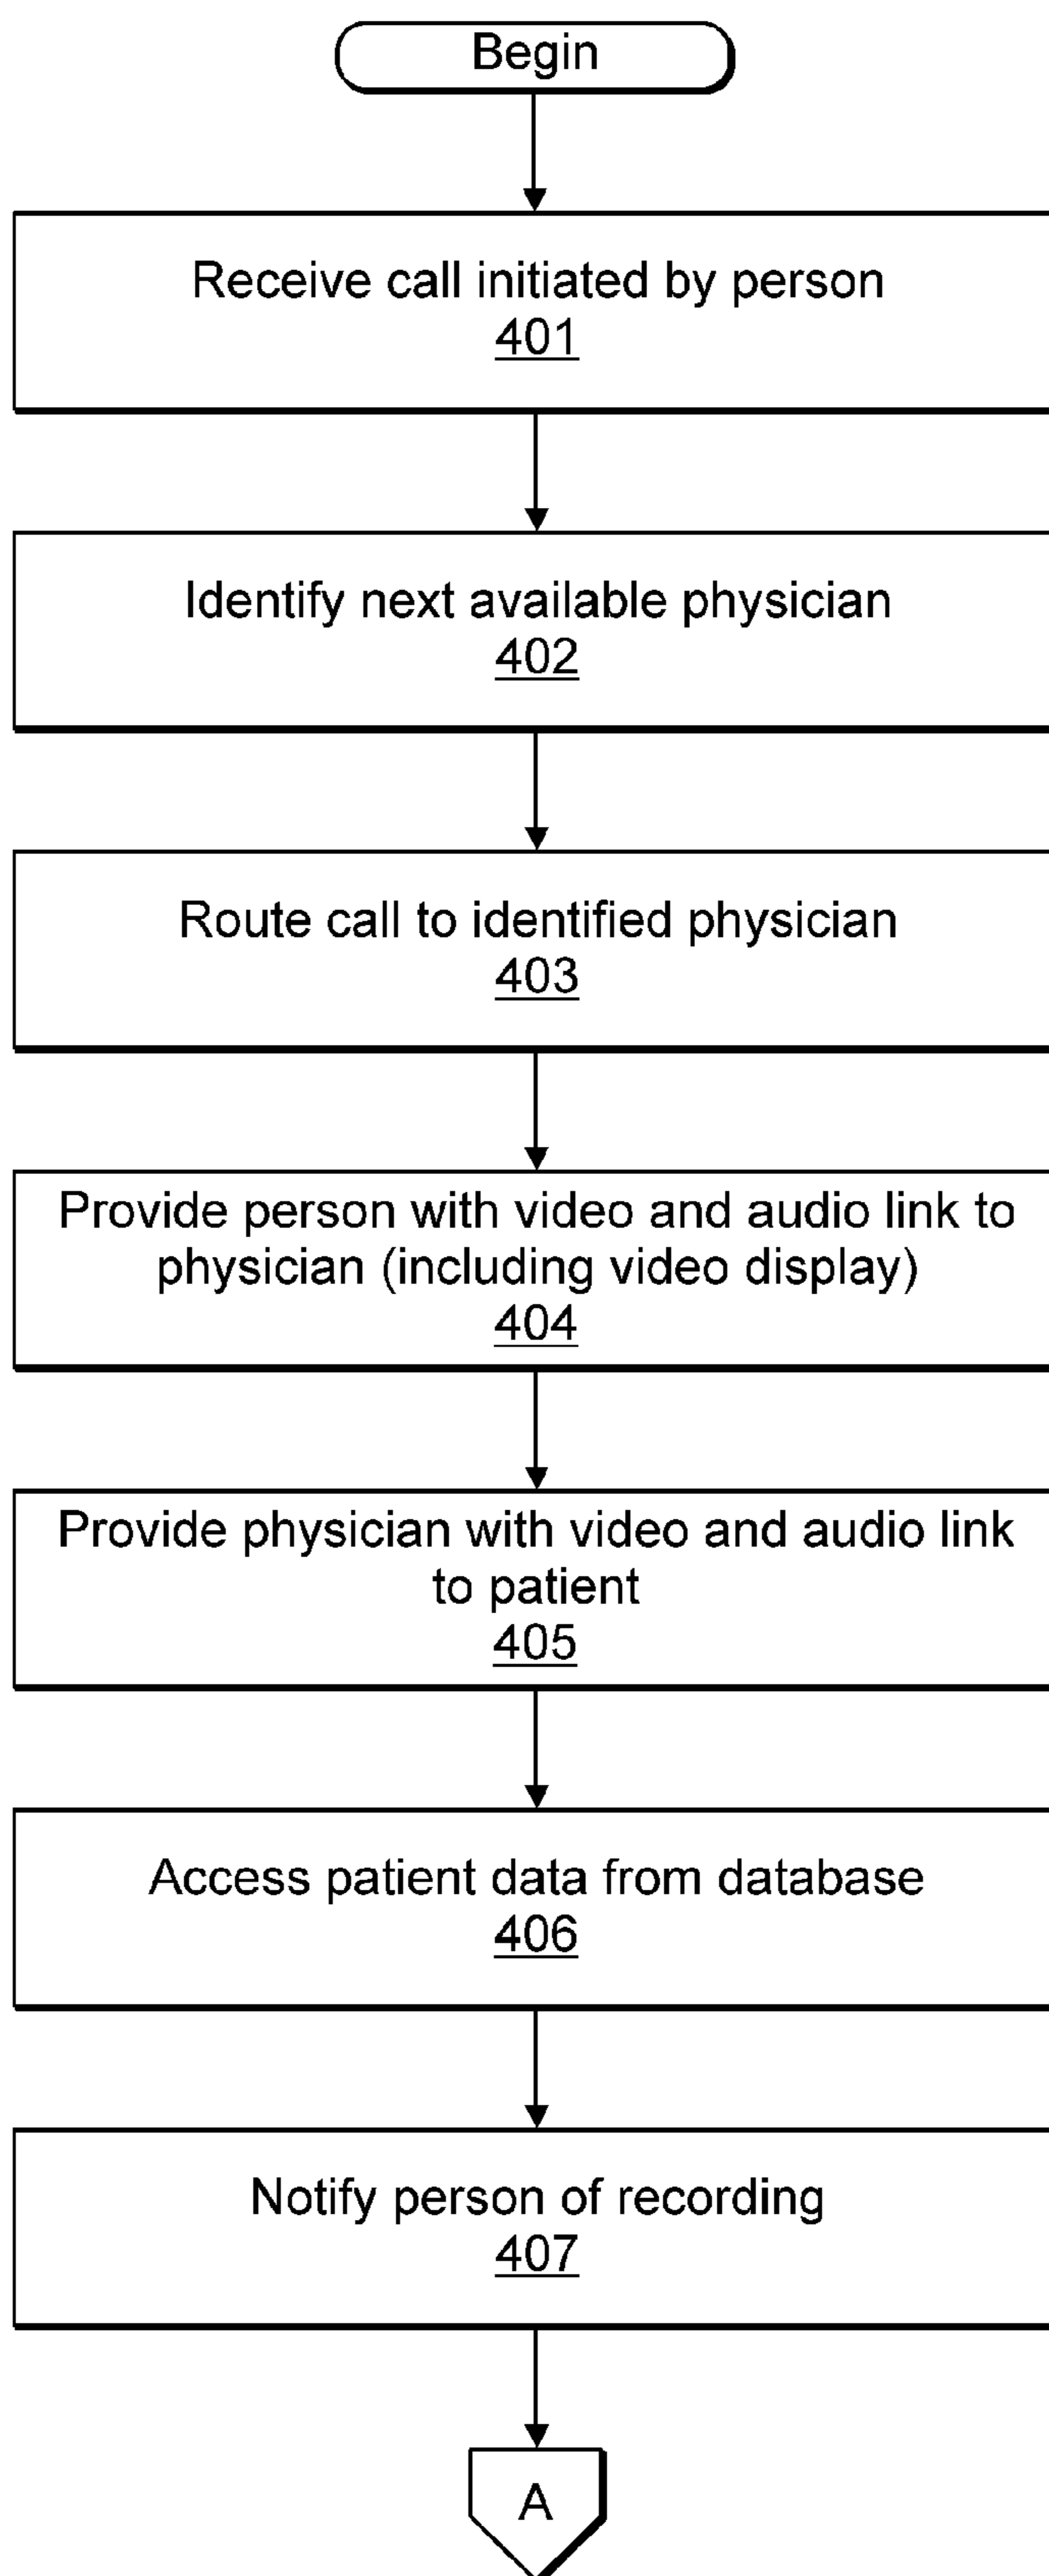 Begin
Receive call initiated by person
401
Identify next available physician
402
Route call to identified physician
403
Provide person with video and audio link to
physician (including video display)
404
Provide physician with video and audio link
to patient
405
Access patient data from database
406
Notify person of recording
407
A